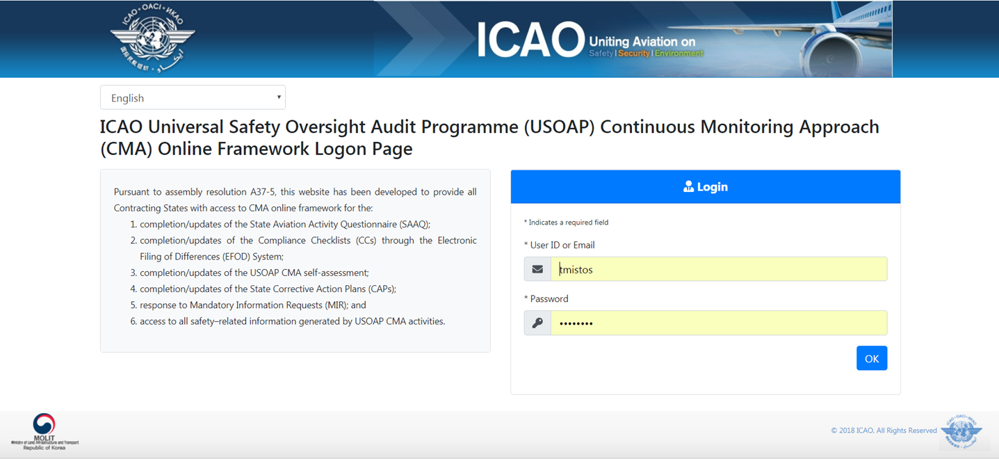 ICAO · OACI · ИКАО
国际民航组织 · إيكاو
ICAO Uniting Aviation on
Safety | Security | Environment
English
ICAO Universal Safety Oversight Audit Programme (USOAP) Continuous Monitoring Approach
(CMA) Online Framework Logon Page
Pursuant to assembly resolution A37-5, this website has been developed to provide all
Contracting States with access to CMA online framework for the:
1. completion/updates of the State Aviation Activity Questionnaire (SAAQ);
2. completion/updates of the Compliance Checklists (CCs) through the Electronic
Filing of Differences (EFOD) System;
3. completion/updates of the USOAP CMA self-assessment;
4. completion/updates of the State Corrective Action Plans (CAPs);
5. response to Mandatory Information Requests (MIR); and
6. access to all safety–related information generated by USOAP CMA activities.
Login
* Indicates a required field
* User ID or Email
tmistos
* Password
••••••••
OK
MOLIT
Ministry of Land, Infrastructure and Transport
Republic of Korea
© 2018 ICAO, All Rights Reserved